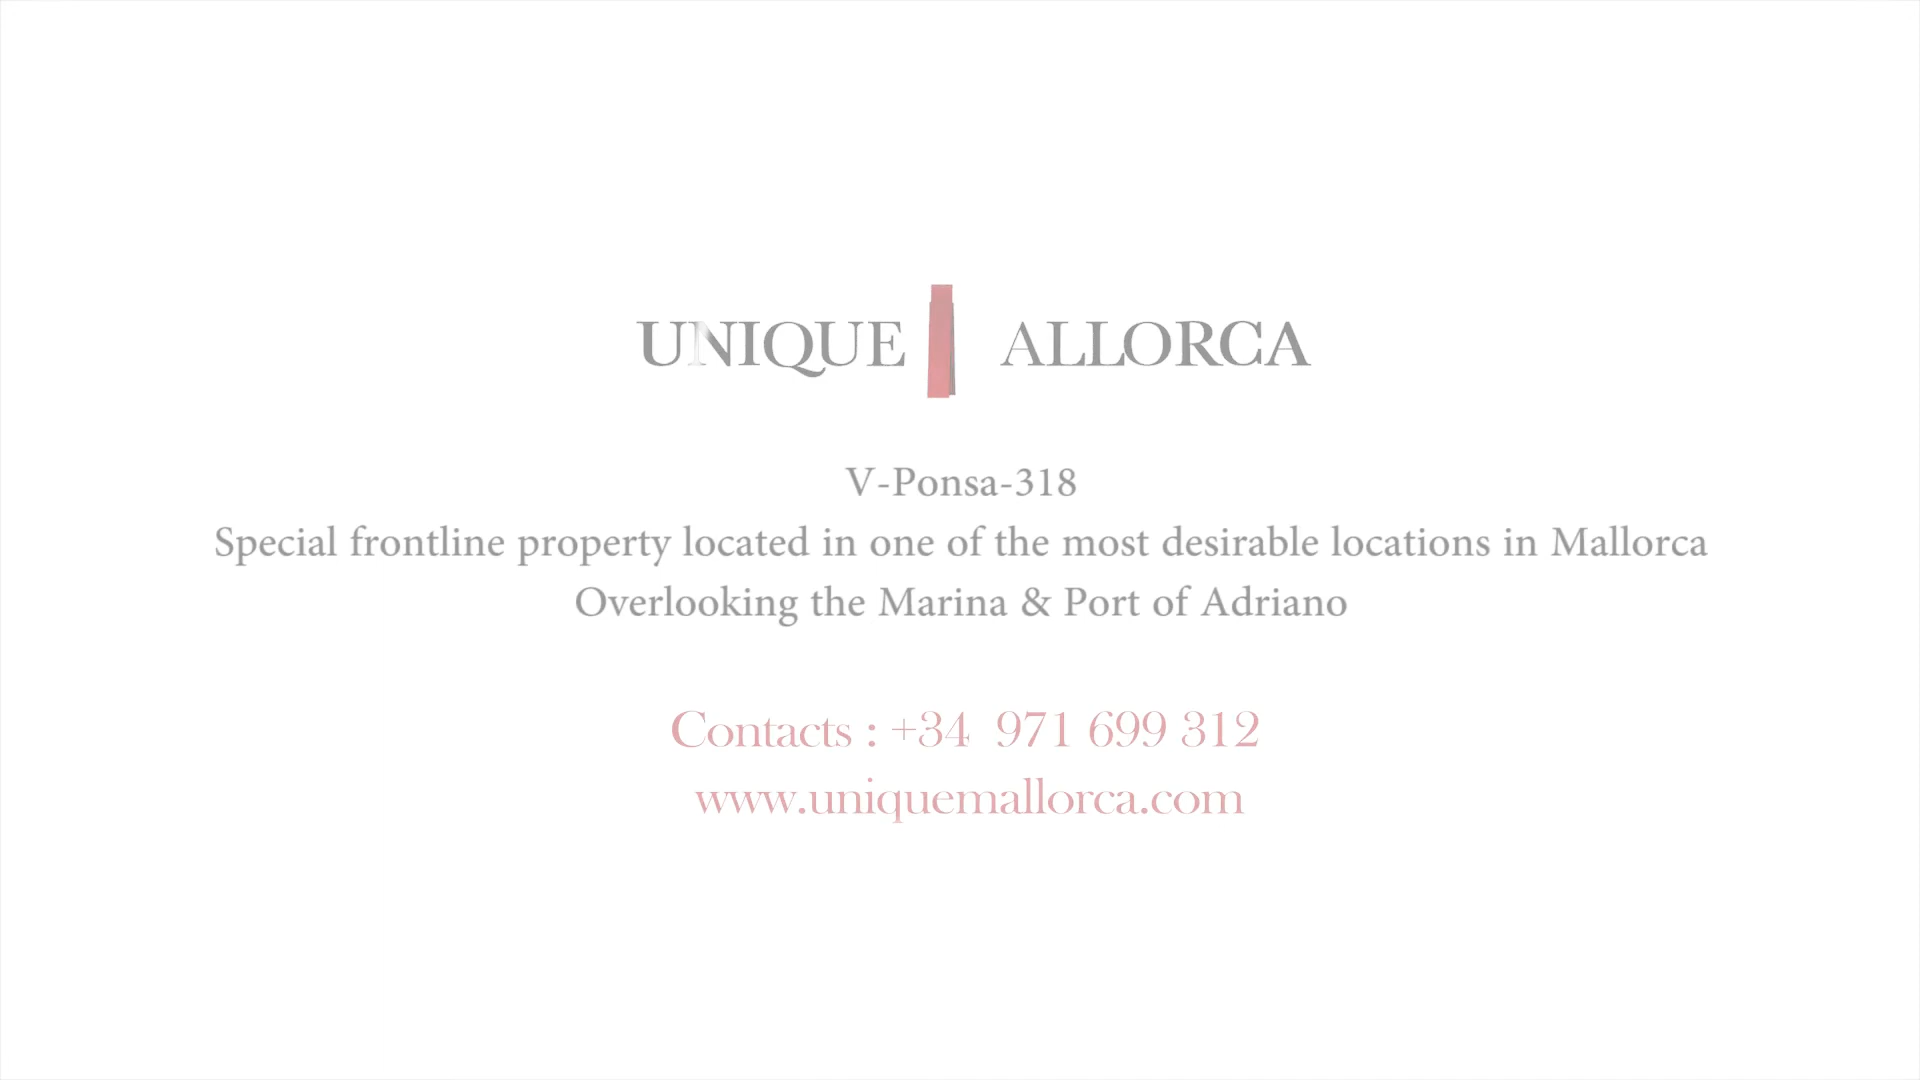 UNIQUE ALLORCA
V-Ponsa-318
Special frontline property located in one of the most desirable locations in Mallorca
Overlooking the Marina & Port of Adriano
Contacts : +34 971 699 312
www.uniquemallorca.com